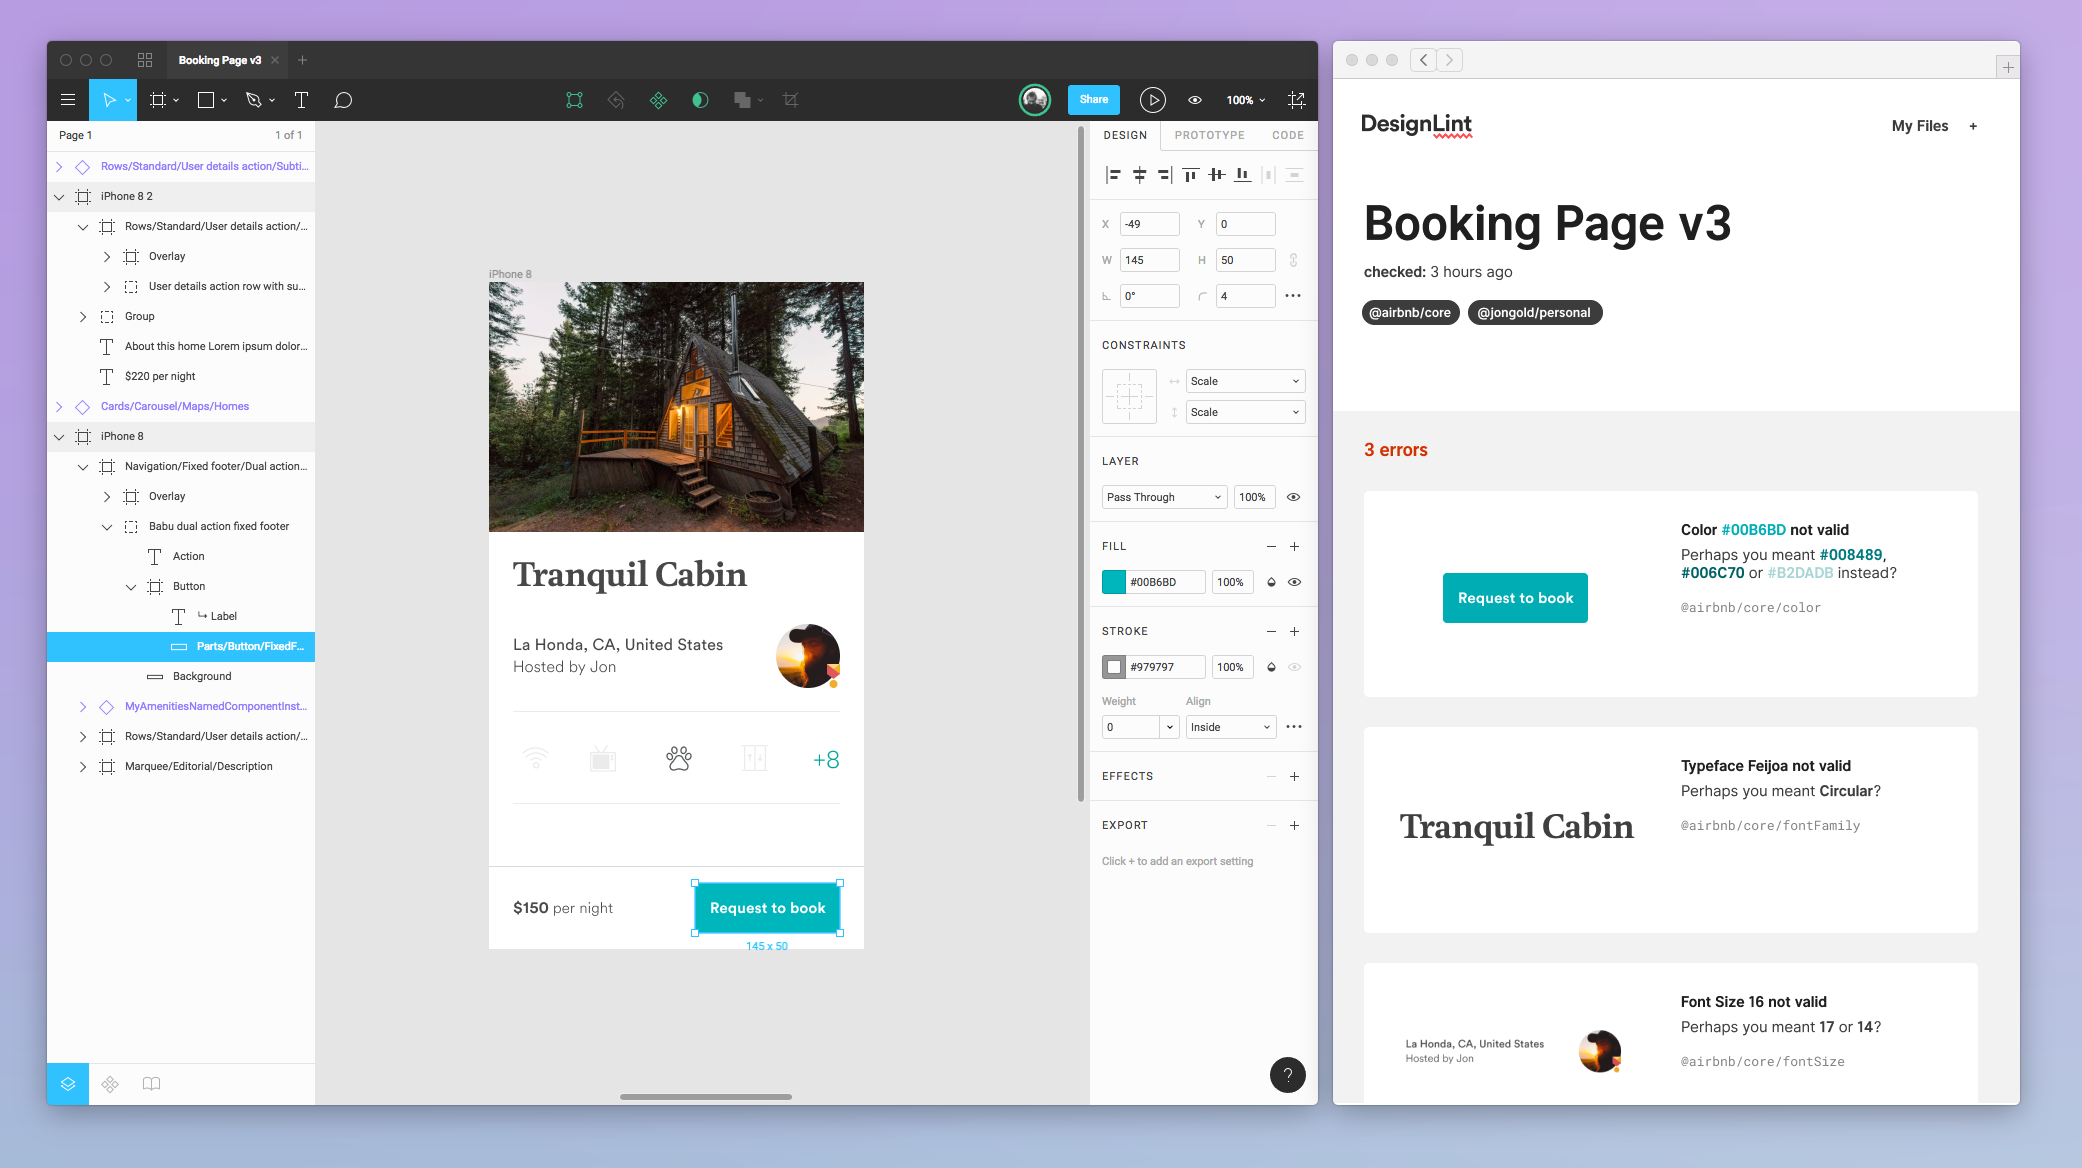 Booking Page v3
Share
100%
Page 1
1 of 1
Rows/Standard/User details action/Subti...
iPhone 8 2
Rows/Standard/User details action/...
Overlay
User details action row with su...
Group
About this home Lorem ipsum dolor...
$220 per night
Cards/Carousel/Maps/Homes
iPhone 8
Navigation/Fixed footer/Dual action...
Overlay
Babu dual action fixed footer
Action
Button
Label
Parts/Button/FixedF...
Background
MyAmenitiesNamedComponentInst...
Rows/Standard/User details action/...
Marquee/Editorial/Description
iPhone 8
Tranquil Cabin
La Honda, CA, United States
Hosted by Jon
+8
$150 per night
Request to book
145 x 50
DESIGN PROTOTYPE CODE
X -49 Y 0
W 145 H 50
0° 4
CONSTRAINTS
Scale
Scale
LAYER
Pass Through 100%
FILL
#00B6BD 100%
STROKE
#979797 100%
Weight Align
0 Inside
EFFECTS
EXPORT
Click + to add an export setting
?
DesignLint
My Files +
Booking Page v3
checked: 3 hours ago
@airbnb/core @jongold/personal
3 errors
Request to book
Color #00B6BD not valid
Perhaps you meant #008489,
#006C70 or #B2DADB instead?
@airbnb/core/color
Tranquil Cabin
Typeface Feijoa not valid
Perhaps you meant Circular?
@airbnb/core/fontFamily
La Honda, CA, United States
Hosted by Jon
Font Size 16 not valid
Perhaps you meant 17 or 14?
@airbnb/core/fontSize